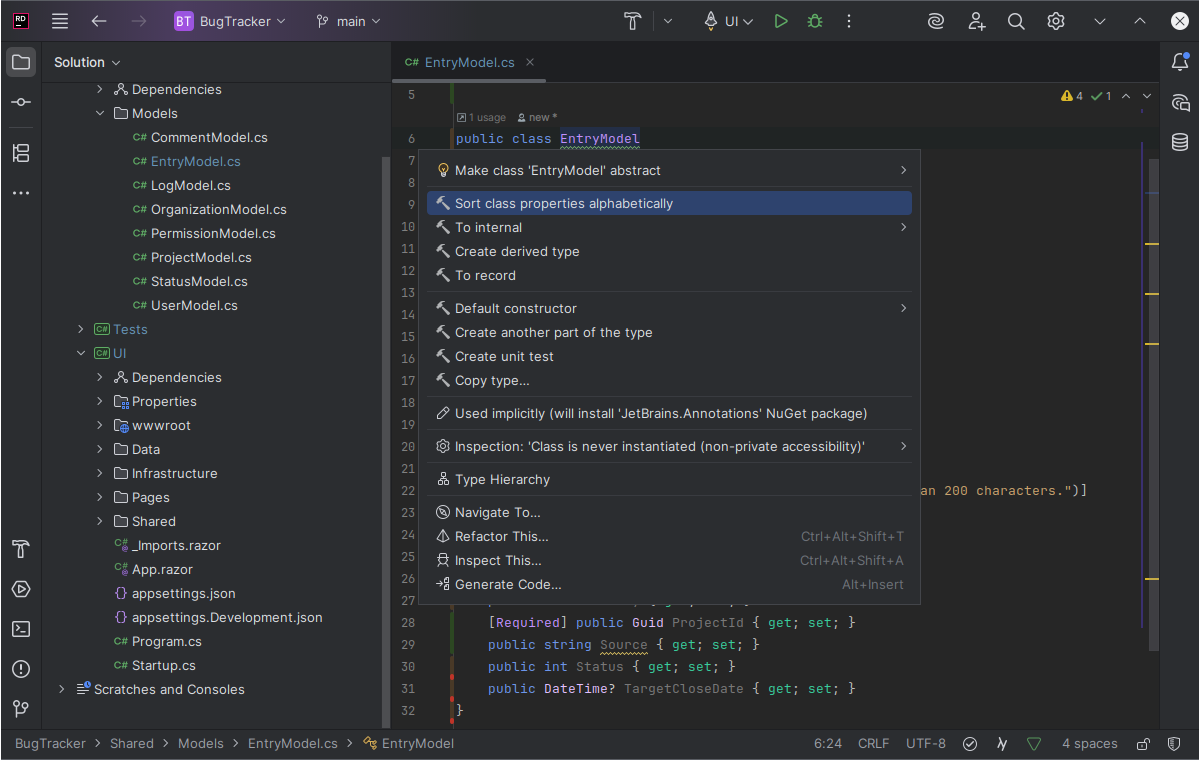 RD BT BugTracker main UI
Solution
EntryModel.cs
Dependencies
Models
C# CommentModel.cs
C# EntryModel.cs
C# LogModel.cs
C# OrganizationModel.cs
C# PermissionModel.cs
C# ProjectModel.cs
C# StatusModel.cs
C# UserModel.cs
C# Tests
C# UI
Dependencies
Properties
wwwroot
Data
Infrastructure
Pages
Shared
C# _Imports.razor
C# App.razor
{} appsettings.json
{} appsettings.Development.json
C# Program.cs
C# Startup.cs
Scratches and Consoles
C# EntryModel.cs
5
4 1
1 usage new *
6 public class EntryModel
7
8
9
10
11
12
13
14
15
16
17
18
19
20
21
22 an 200 characters.")]
23
24
25
26
27
28 [Required] public Guid ProjectId { get; set; }
29 public string Source { get; set; }
30 public int Status { get; set; }
31 public DateTime? TargetCloseDate { get; set; }
32 }
Make class 'EntryModel' abstract
Sort class properties alphabetically
To internal
Create derived type
To record
Default constructor
Create another part of the type
Create unit test
Copy type...
Used implicitly (will install 'JetBrains.Annotations' NuGet package)
Inspection: 'Class is never instantiated (non-private accessibility)'
Type Hierarchy
Navigate To...
Refactor This... Ctrl+Alt+Shift+T
Inspect This... Ctrl+Alt+Shift+A
Generate Code... Alt+Insert
BugTracker > Shared > Models > EntryModel.cs > EntryModel 6:24 CRLF UTF-8 4 spaces